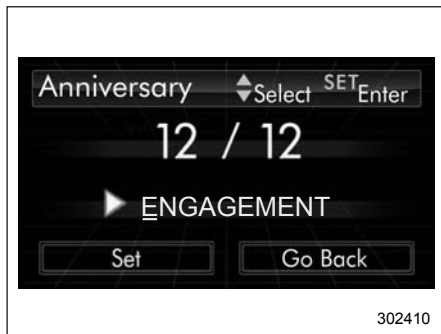 Anniversary Select SET Enter
12 / 12
ENGAGEMENT
Set Go Back
302410